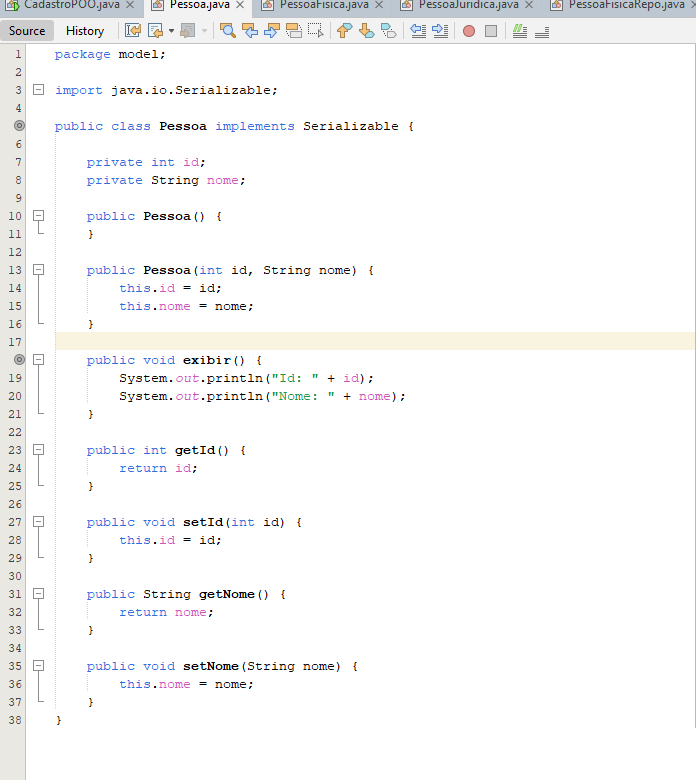 CadastroPOO.java × Pessoa.java × PessoaFisica.java × PessoaJuridica.java × PessoaFisicaRepo.java ×
Source History
1 package model;
2
3 import java.io.Serializable;
4
public class Pessoa implements Serializable {
6
7 private int id;
8 private String nome;
9
10 public Pessoa() {
11 }
12
13 public Pessoa(int id, String nome) {
14 this.id = id;
15 this.nome = nome;
16 }
17
public void exibir() {
19 System.out.println("Id: " + id);
20 System.out.println("Nome: " + nome);
21 }
22
23 public int getId() {
24 return id;
25 }
26
27 public void setId(int id) {
28 this.id = id;
29 }
30
31 public String getNome() {
32 return nome;
33 }
34
35 public void setNome(String nome) {
36 this.nome = nome;
37 }
38 }